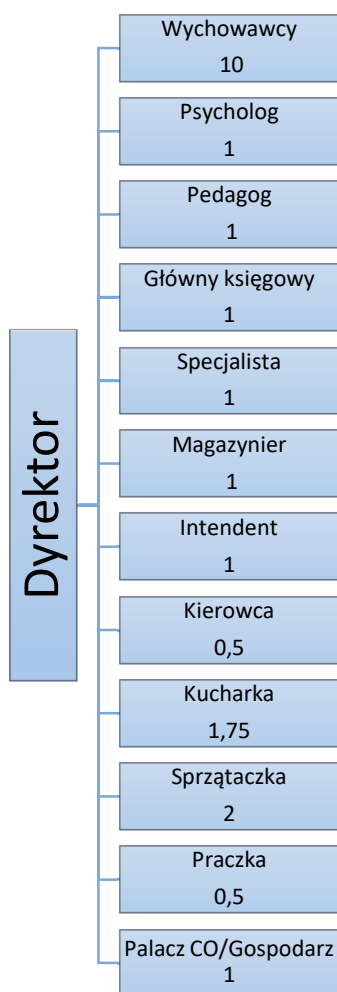 Dyrektor
Wychowawcy
10
Psycholog
1
Pedagog
1
Główny księgowy
1
Specjalista
1
Magazynier
1
Intendent
1
Kierowca
0,5
Kucharka
1,75
Sprzątaczka
2
Praczka
0,5
Palacz CO/Gospodarz
1